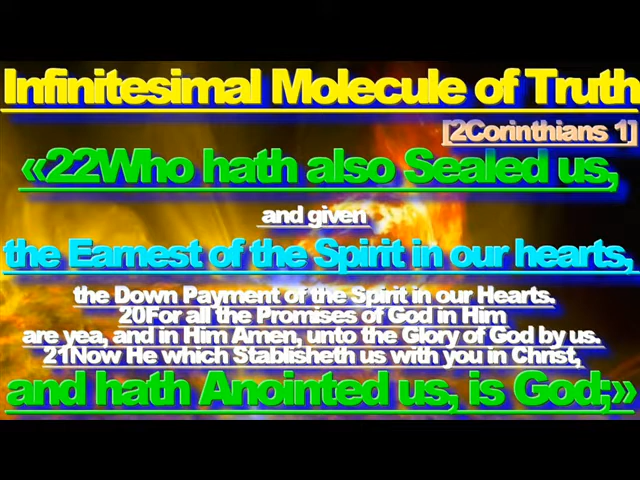 Infinitesimal Molecule of Truth
[2Corinthians 1]
«22Who hath also Sealed us,
and given
the Earnest of the Spirit in our hearts,
the Down Payment of the Spirit in our Hearts.
20For all the Promises of God in Him
are yea, and in Him Amen, unto the Glory of God by us.
21Now He which Stablisheth us with you in Christ,
and hath Anointed us, is God;»